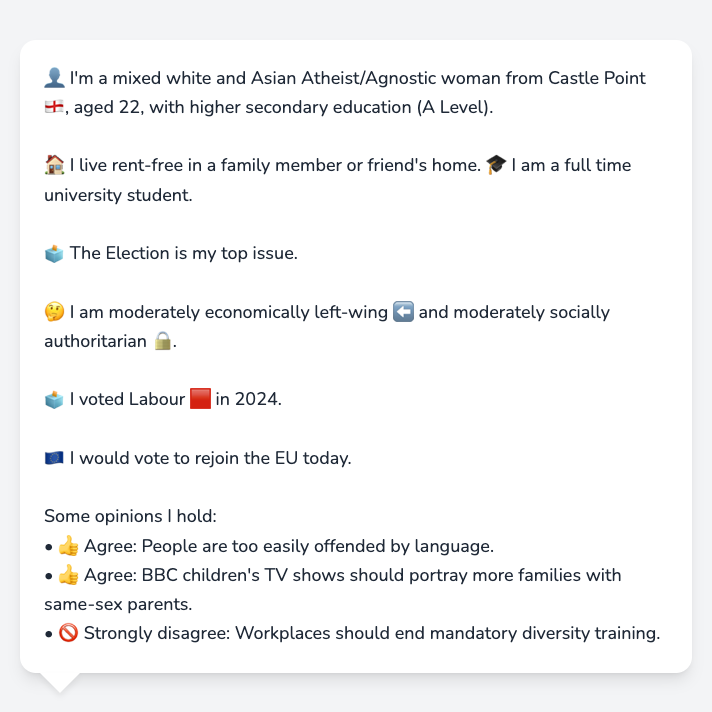 👤 I'm a mixed white and Asian Atheist/Agnostic woman from Castle Point
🏴󠁧󠁢󠁥󠁮󠁧󠁿, aged 22, with higher secondary education (A Level).
🏠 I live rent-free in a family member or friend's home. 🎓 I am a full time
university student.
🗳️ The Election is my top issue.
🤔 I am moderately economically left-wing ⬅️ and moderately socially
authoritarian 🔒.
🗳️ I voted Labour 🟥 in 2024.
🇪🇺 I would vote to rejoin the EU today.
Some opinions I hold:
• 👍 Agree: People are too easily offended by language.
• 👍 Agree: BBC children's TV shows should portray more families with
same-sex parents.
• 🚫 Strongly disagree: Workplaces should end mandatory diversity training.